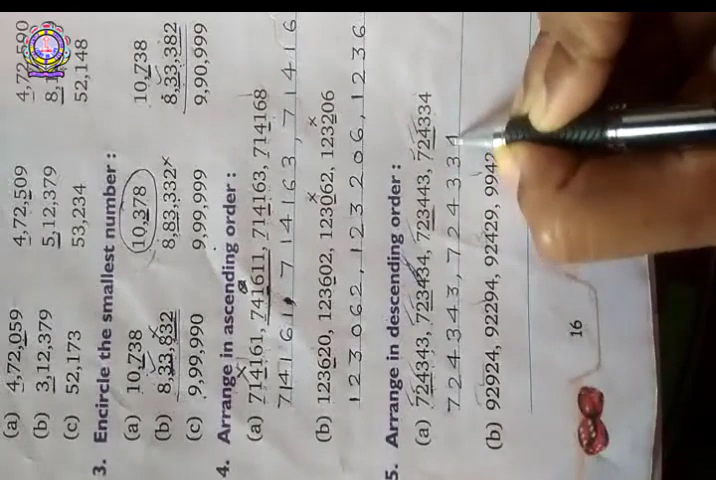 (a) 4,72,059 4,72,509
(b) 3,12,379 5,12,379
(c) 52,173 53,234 52,148
3. Encircle the smallest number :
(a) 10,738 10,378 10,738
(b) 8,33,832 8,83,332 8,33,382
(c) 9,99,990 9,99,999 9,90,999
4. Arrange in ascending order :
(a) 714161, 741611, 714163, 714168
714161, 714163, 71416
(b) 123620, 123602, 123062, 123206
123062, 123206, 1236
5. Arrange in descending order :
(a) 724343, 723434, 723443, 724334
724343, 72433
(b) 92924, 92294, 92429, 9942
16